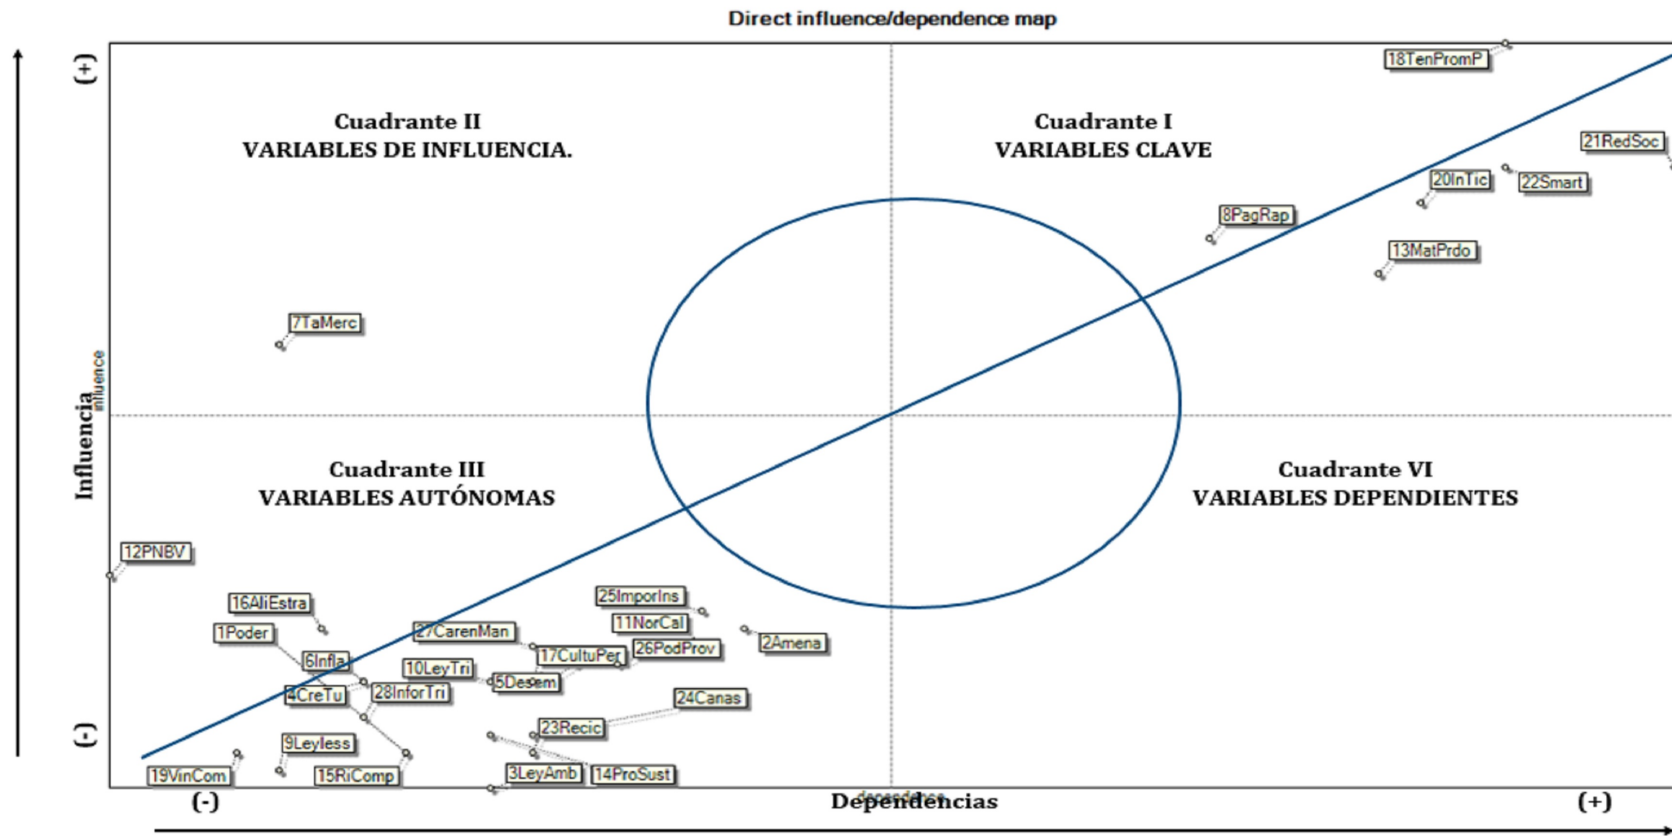 Direct influence/dependence map
(+)
18TenPromP
Cuadrante II
VARIABLES DE INFLUENCIA.
Cuadrante I
VARIABLES CLAVE
21RedSoc
20InTic
22Smart
8PagRap
13MatPrdo
7TaMerc
influence
Influencia
Cuadrante III
VARIABLES AUTÓNOMAS
Cuadrante VI
VARIABLES DEPENDIENTES
12PNBV
16AliEstra
25ImporIns
1Poder
27CarenMan
11NorCal
2Amena
6Infla
10LeyTri
17CultuPer
26PodProv
4CreTu
28InforTri
5Desem
24Canas
(-)
23Recic
9Leyless
19VinCom
15RiComp
3LeyAmb
14ProSust
(-)
dependence
Dependencias
(+)